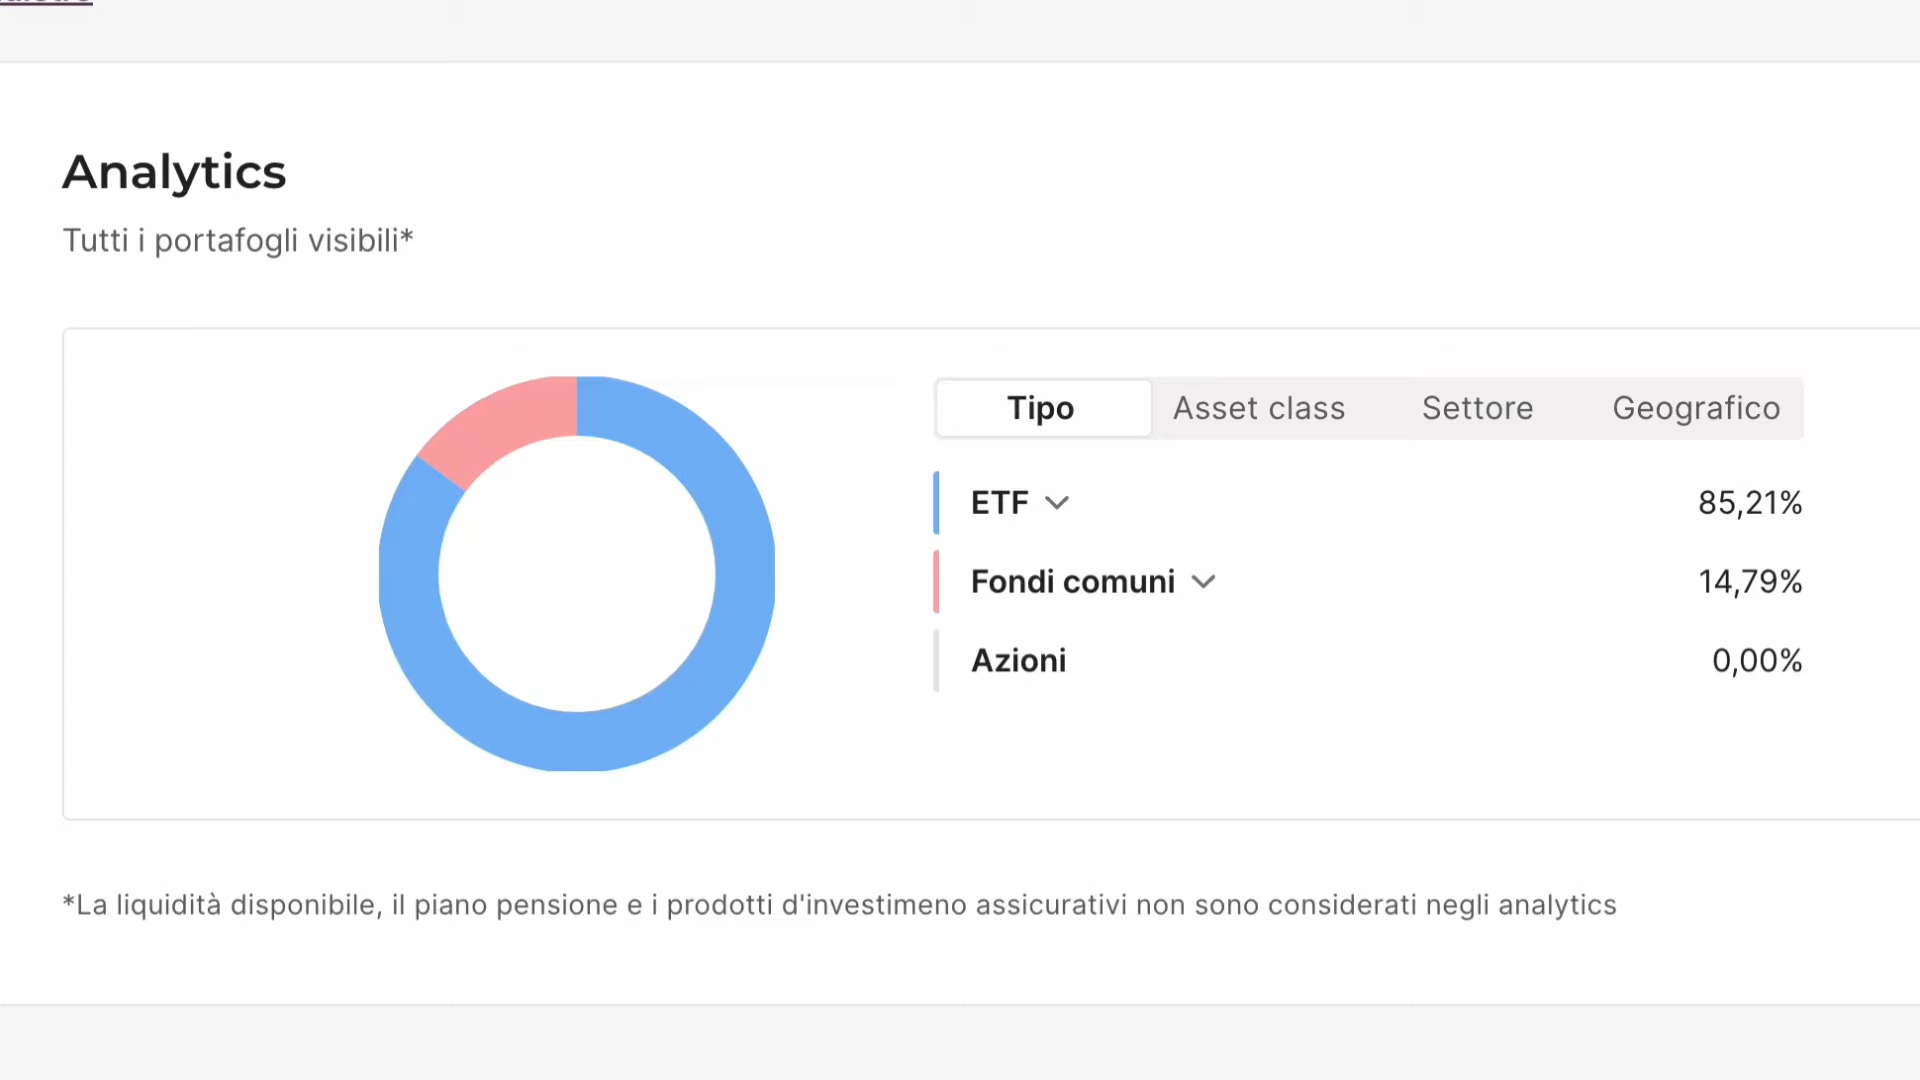 Analytics
Tutti i portafogli visibili*
Tipo Asset class Settore Geografico
ETF 85,21%
Fondi comuni 14,79%
Azioni 0,00%
*La liquidità disponibile, il piano pensione e i prodotti d'investimeno assicurativi non sono considerati negli analytics